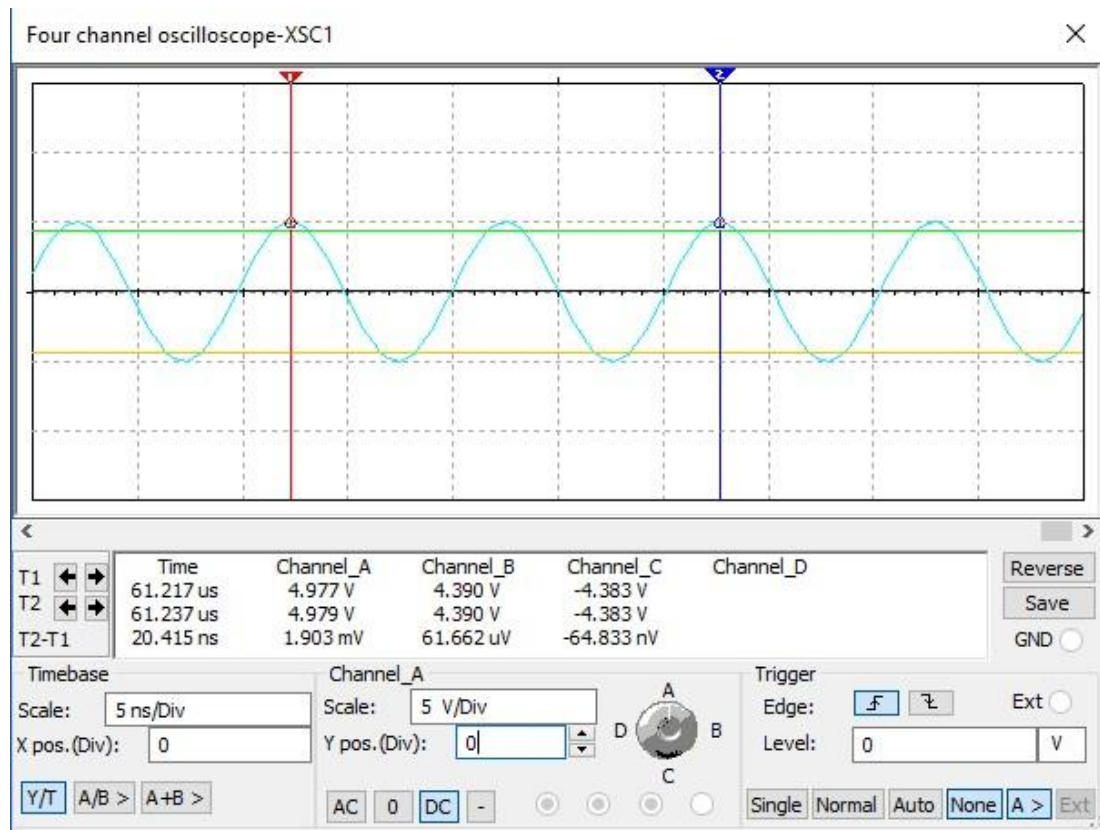 Four channel oscilloscope-XSC1
1 2
Time Channel_A Channel_B Channel_C Channel_D
T1 61.217 us 4.977 V 4.390 V -4.383 V
T2 61.237 us 4.979 V 4.390 V -4.383 V
T2-T1 20.415 ns 1.903 mV 61.662 uV -64.833 nV
Reverse
Save
GND
Timebase
Scale: 5 ns/Div
X pos.(Div): 0
Y/T A/B > A+B >
Channel_A
Scale: 5 V/Div
Y pos.(Div): 0
AC 0 DC -
A
D B
C
Trigger
Edge: Ext
Level: 0 V
Single Normal Auto None A > Ext